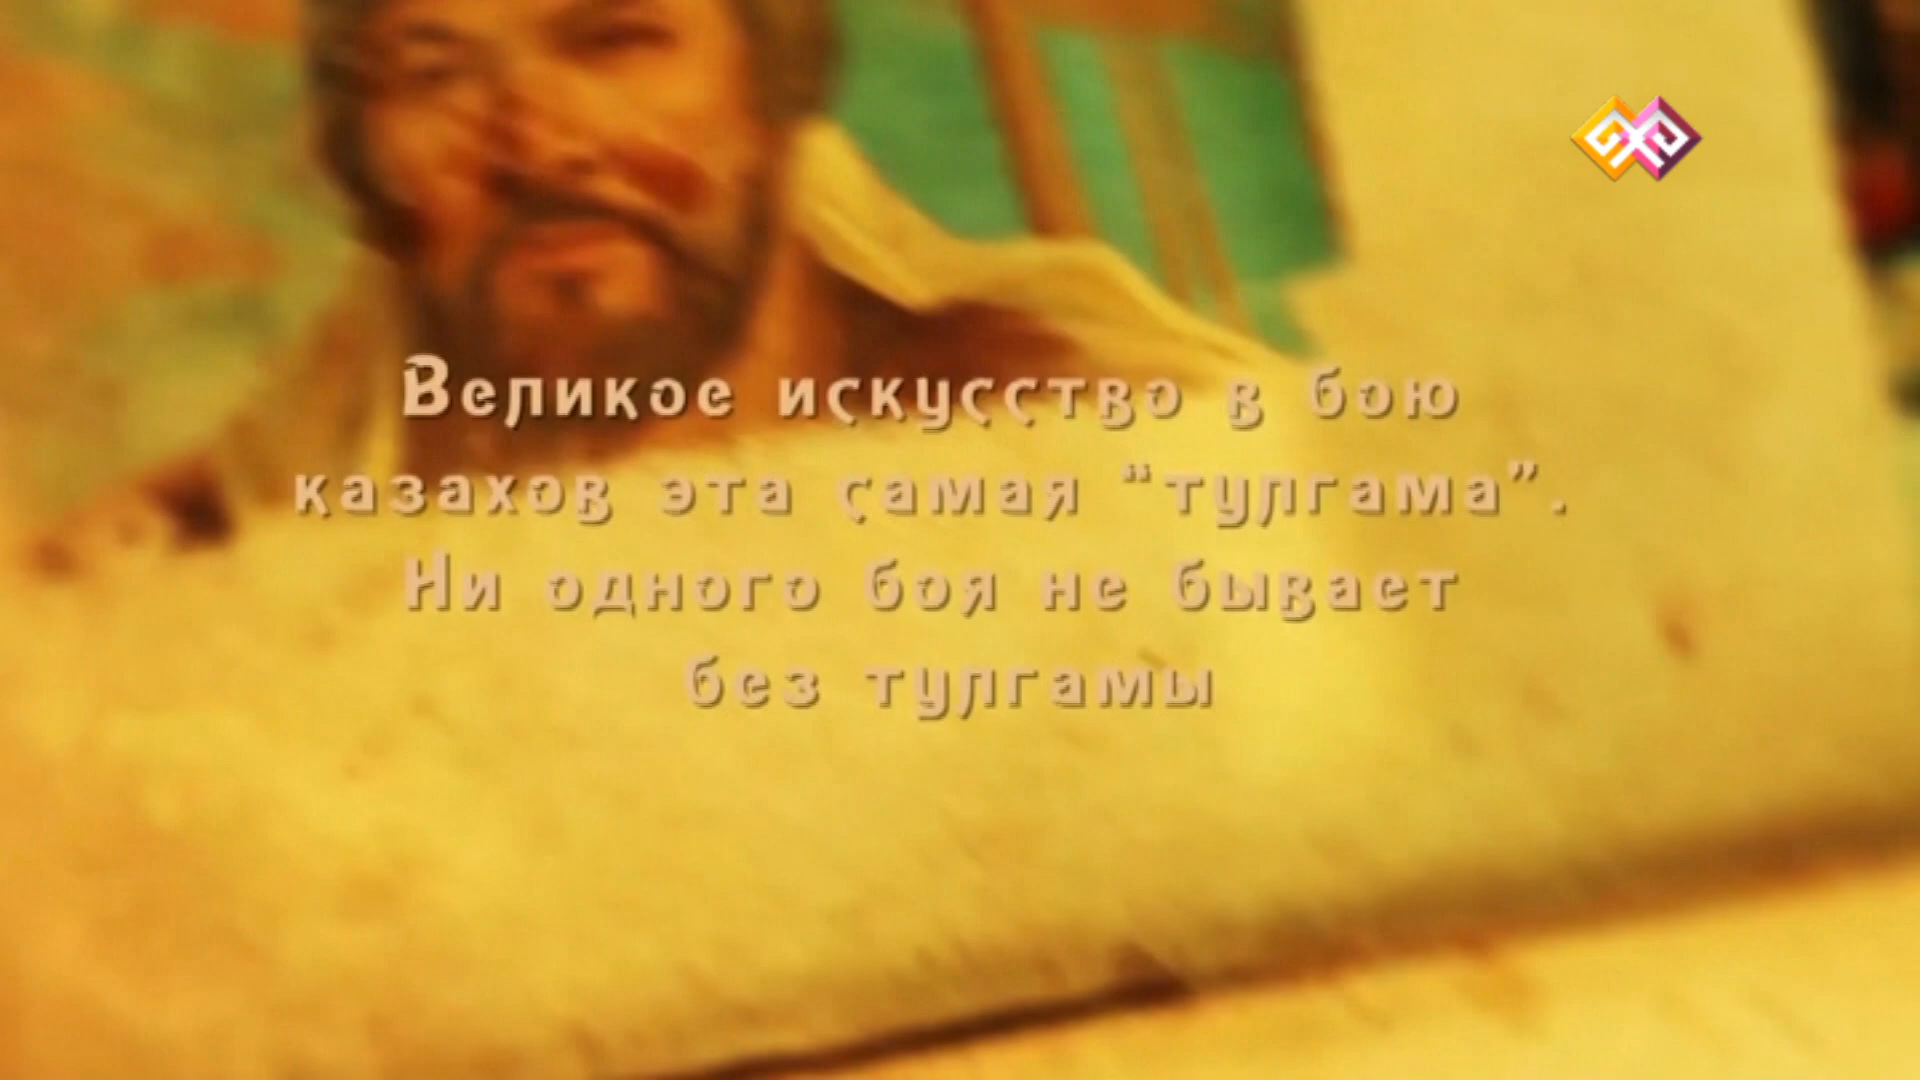 Великое искусство в бою
казахов эта самая “тулгама”.
Ни одного боя не бывает
без тулгамы